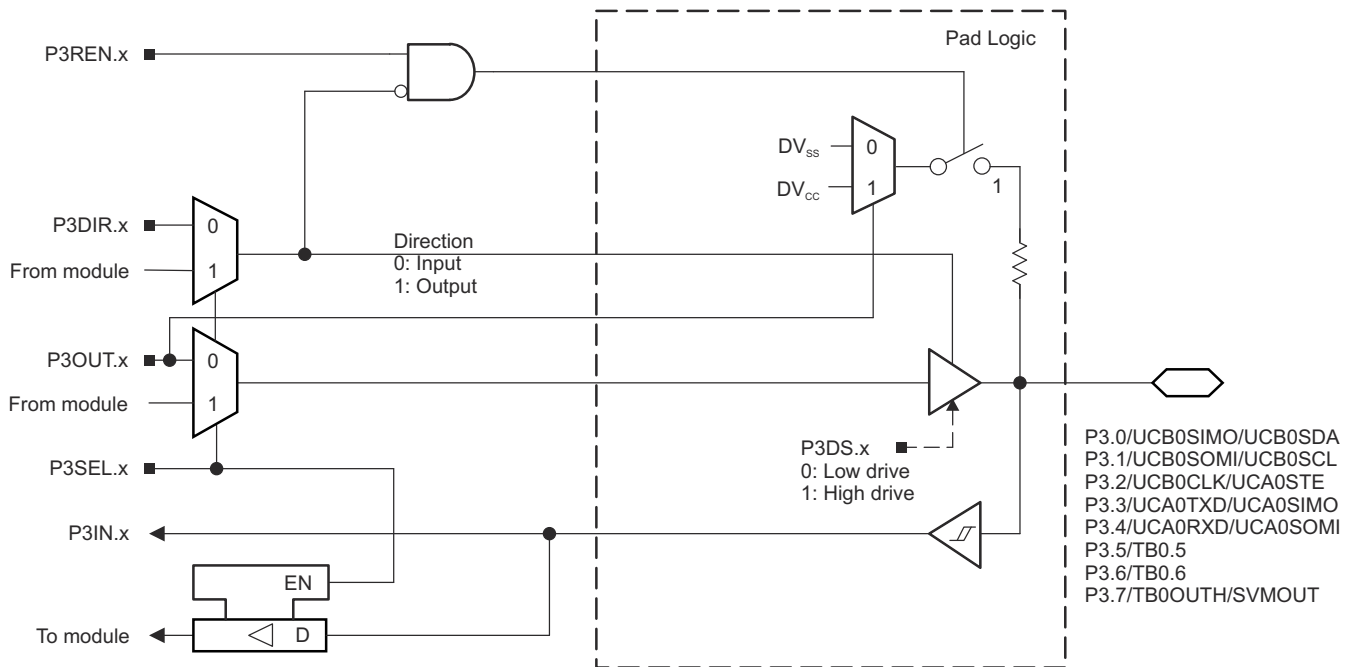 Pad Logic
P3REN.x
DVSS
0
DVCC
1
1
P3DIR.x
0
From module
1
Direction
0: Input
1: Output
P3OUT.x
0
From module
1
P3SEL.x
P3DS.x
0: Low drive
1: High drive
P3.0/UCB0SIMO/UCB0SDA
P3.1/UCB0SOMI/UCB0SCL
P3.2/UCB0CLK/UCA0STE
P3.3/UCA0TXD/UCA0SIMO
P3.4/UCA0RXD/UCA0SOMI
P3.5/TB0.5
P3.6/TB0.6
P3.7/TB0OUTH/SVMOUT
P3IN.x
EN
To module
D